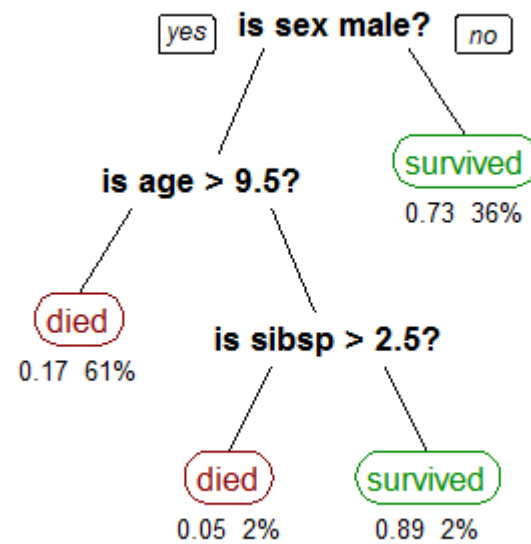 yes is sex male? no
is age > 9.5?
survived
0.73 36%
died
0.17 61%
is sibsp > 2.5?
died
0.05 2%
survived
0.89 2%